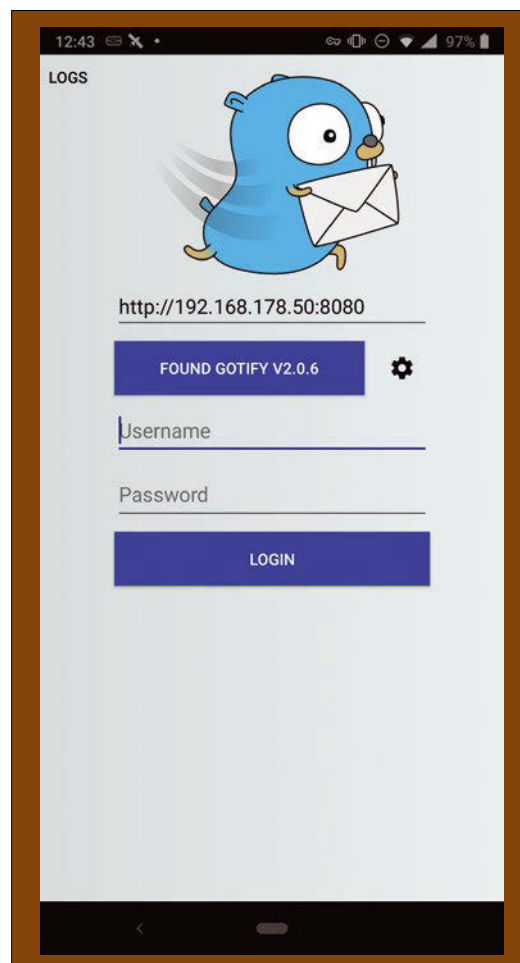 12:43
97%
LOGS
http://192.168.178.50:8080
FOUND GOTIFY V2.0.6
Username
Password
LOGIN